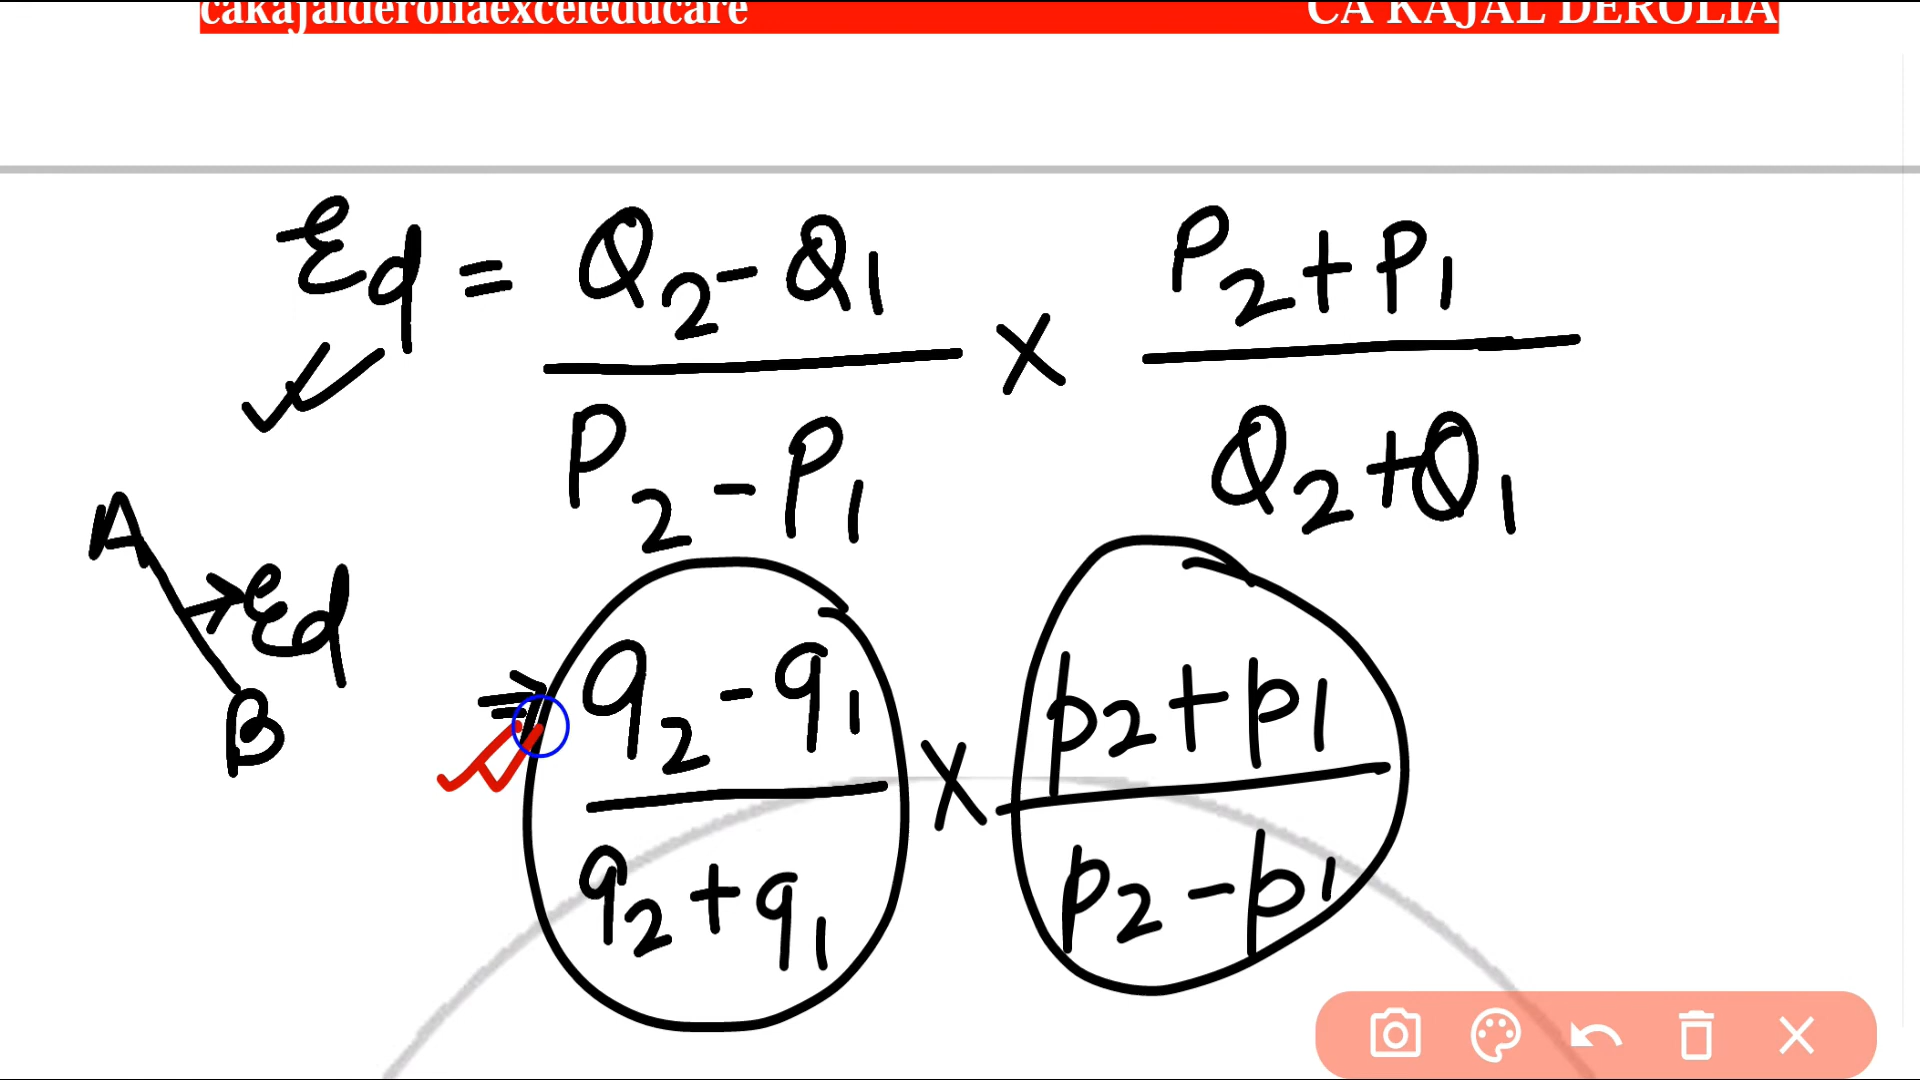 cakajalderoliaexceleducare CA KAJAL DEROLIA
Ed = Q2 - Q1 / P2 - P1 × P2 + P1 / Q2 + Q1
A
Ed
B
= q2 - q1 / q2 + q1 × p2 + p1 / p2 - p1